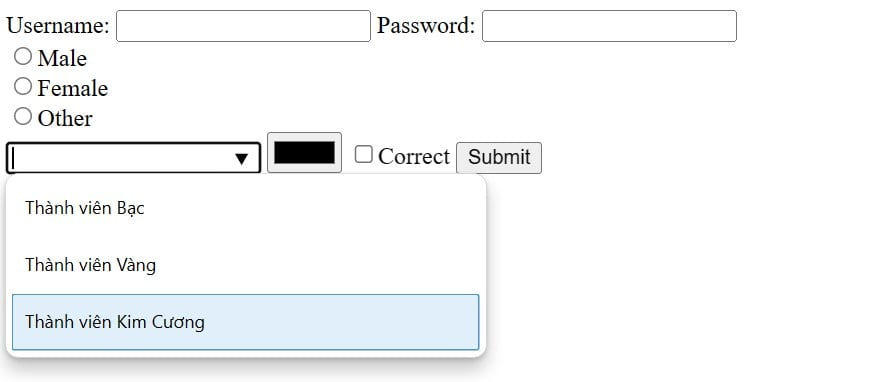 Username: Password:
Male
Female
Other
Correct Submit
Thành viên Bạc
Thành viên Vàng
Thành viên Kim Cương